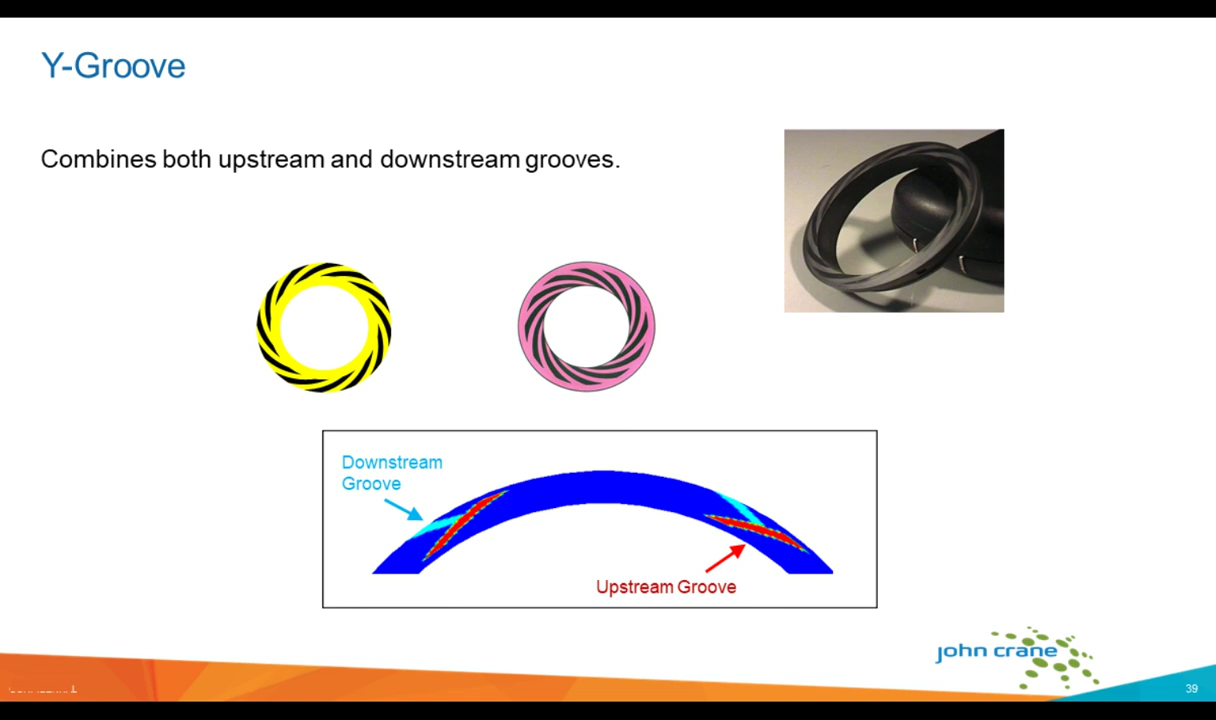 Y-Groove
Combines both upstream and downstream grooves.
Downstream
Groove
Upstream Groove
john crane
39